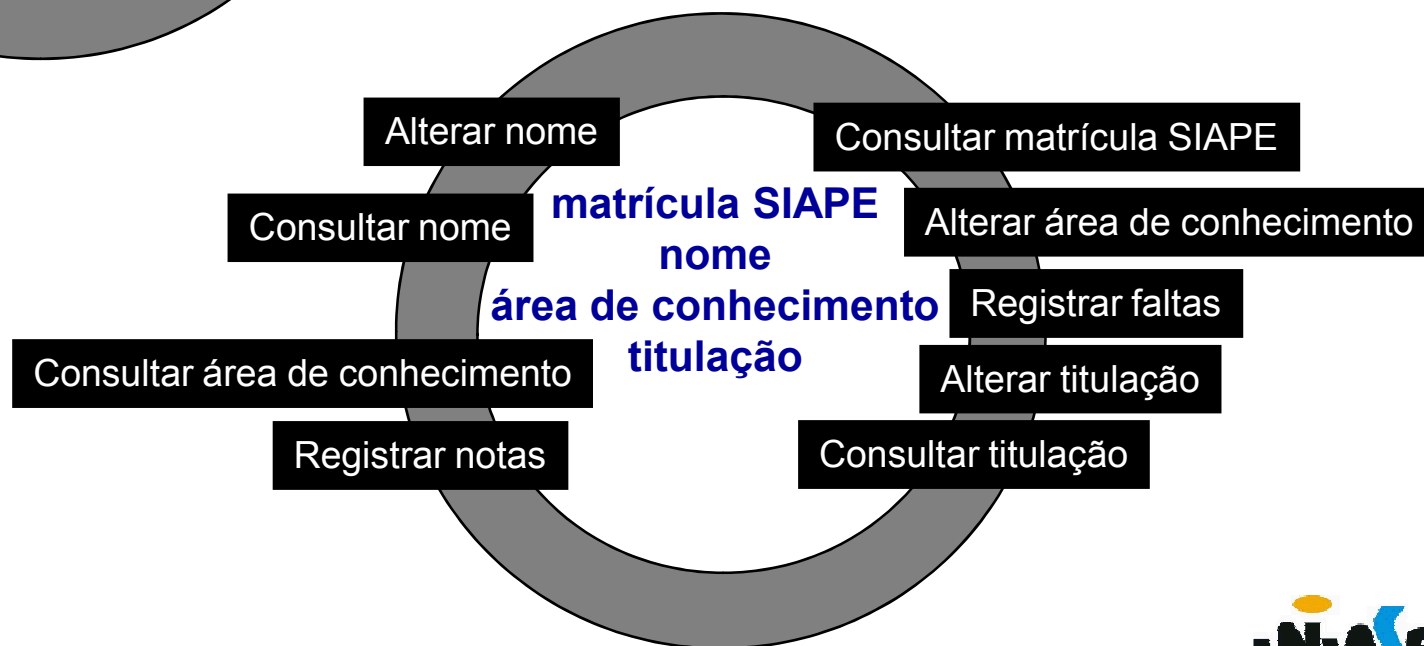 Alterar nome
Consultar matrícula SIAPE
Consultar nome
matrícula SIAPE
nome
área de conhecimento
titulação
Alterar área de conhecimento
Registrar faltas
Consultar área de conhecimento
Alterar titulação
Registrar notas
Consultar titulação